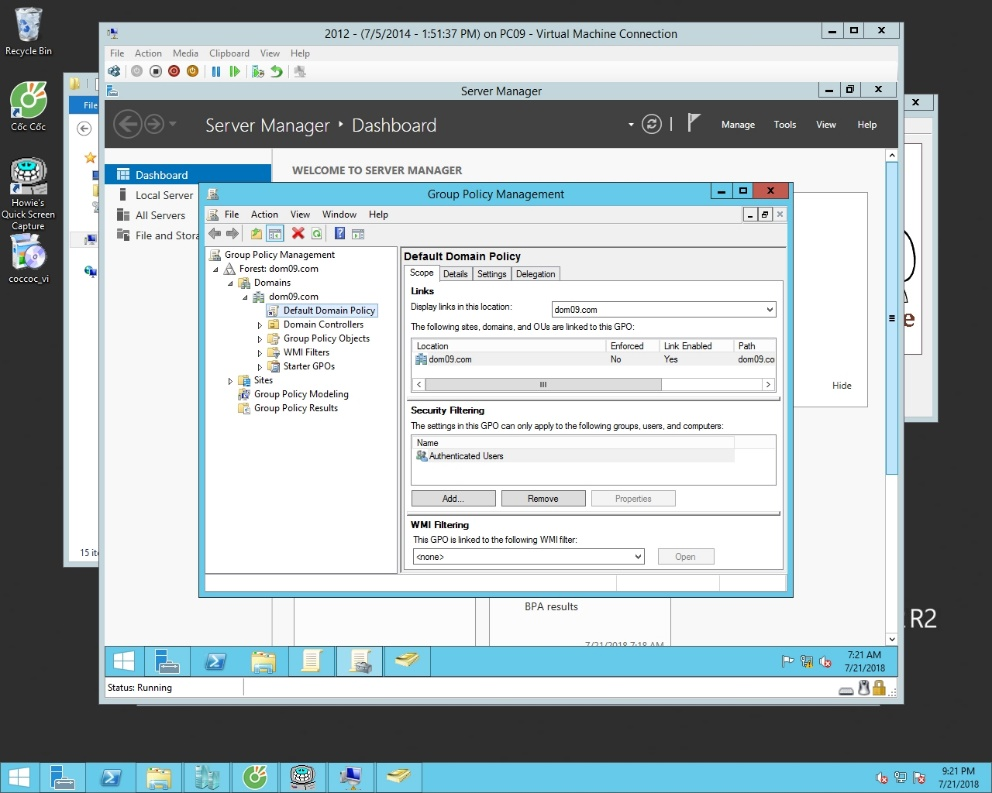 Recycle Bin
Cốc Cốc
Howie's
Quick Screen
Capture
coccoc_vi
File
15 it
2012 - (7/5/2014 - 1:51:37 PM) on PC09 - Virtual Machine Connection
File Action Media Clipboard View Help
Server Manager
Server Manager • Dashboard
Manage Tools View Help
Dashboard
Local Server
All Servers
File and Stora
WELCOME TO SERVER MANAGER
Hide
Group Policy Management
File Action View Window Help
Group Policy Management
Forest: dom09.com
Domains
dom09.com
Default Domain Policy
Domain Controllers
Group Policy Objects
WMI Filters
Starter GPOs
Sites
Group Policy Modeling
Group Policy Results
Default Domain Policy
Scope Details Settings Delegation
Links
Display links in this location: dom09.com
The following sites, domains, and OUs are linked to this GPO:
Location Enforced Link Enabled Path
dom09.com No Yes dom09.co
Security Filtering
The settings in this GPO can only apply to the following groups, users, and computers:
Name
Authenticated Users
Add... Remove Properties
WMI Filtering
This GPO is linked to the following WMI filter:
<none> Open
BPA results
7/21/2018 7:18 AM
R2
7:21 AM
7/21/2018
Status: Running
9:21 PM
7/21/2018